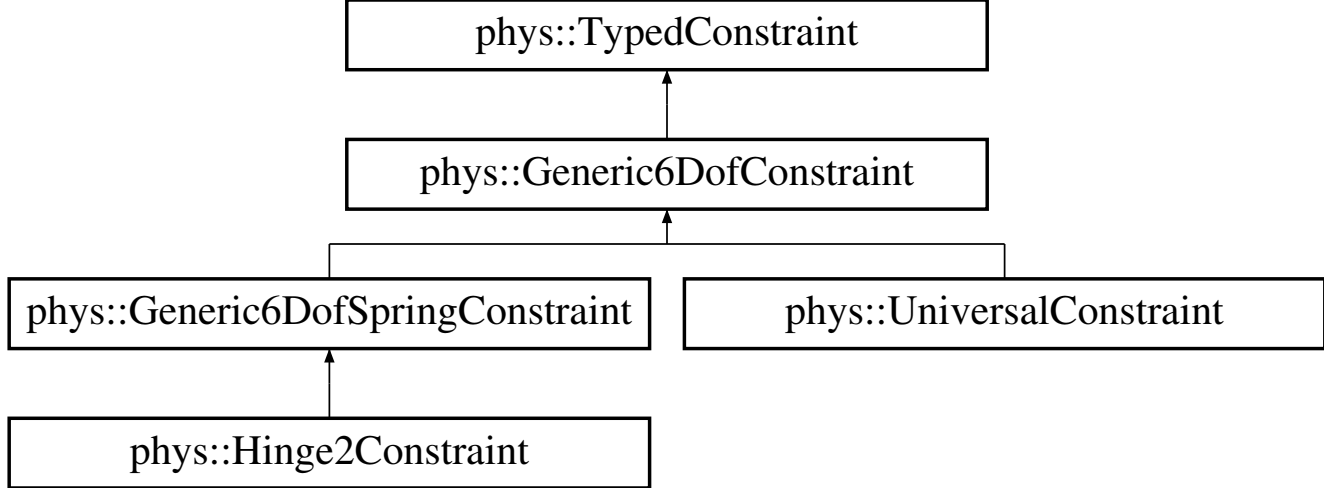 phys::TypedConstraint
phys::Generic6DofConstraint
phys::Generic6DofSpringConstraint
phys::UniversalConstraint
phys::Hinge2Constraint